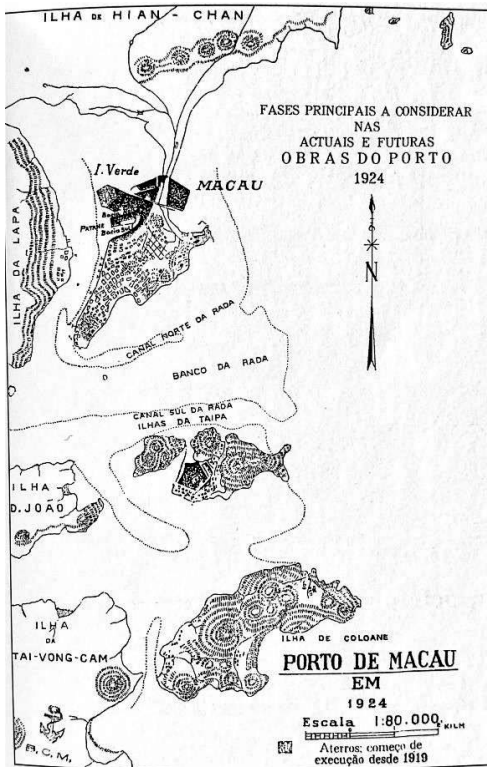 ILHA DE HIAN - CHAN
FASES PRINCIPAIS A CONSIDERAR
NAS
ACTUAIS E FUTURAS
OBRAS DO PORTO
1924
N
I. Verde
MACAU
PATANE
Bacia Sul
ILHA DA LAPA
CANAL NORTE DA RADA
BANCO DA RADA
CANAL SUL DA RADA
ILHAS DA TAIPA
ILHA -
D. JOÃO
ILHA
DA
TAI-VONG-CAM
ILHA DE COLOANE
PORTO DE MACAU
EM
1924
Escala 1:80.000
KILM
Aterros: começo de
execução desde 1919
B.C.M.